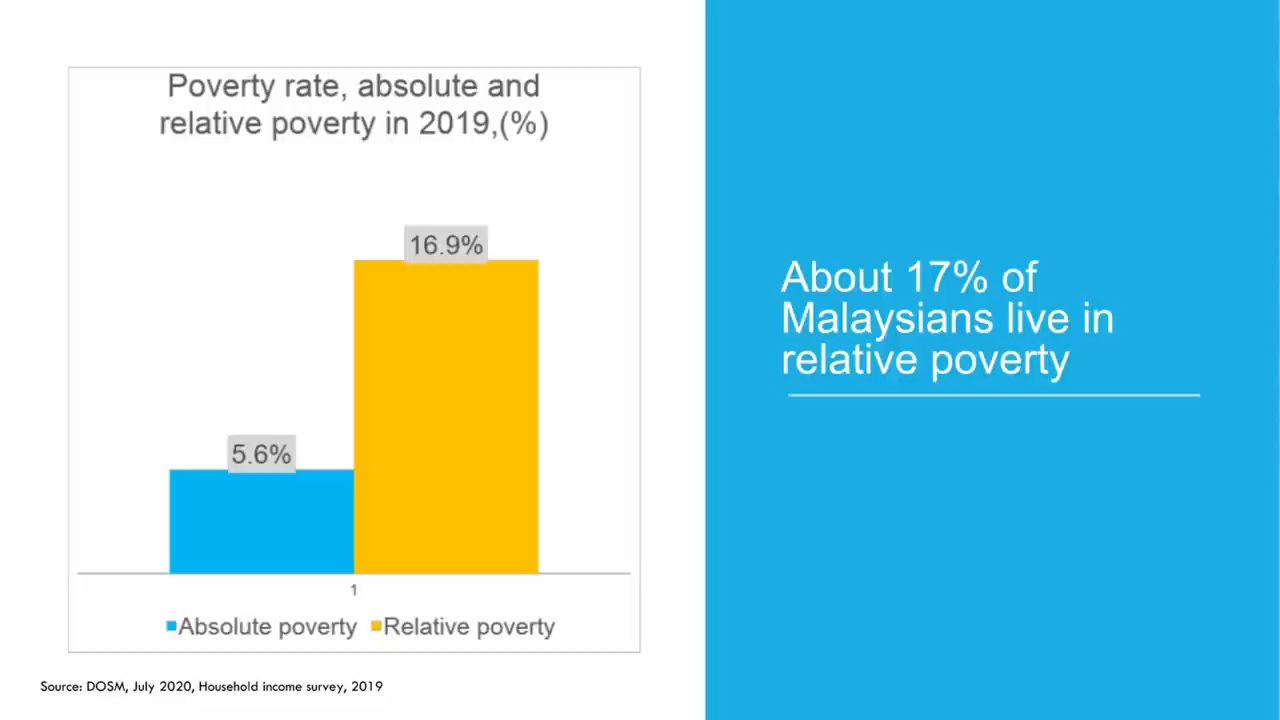 Poverty rate, absolute and
relative poverty in 2019,(%)
16.9%
5.6%
1
Absolute poverty Relative poverty
Source: DOSM, July 2020, Household income survey, 2019
About 17% of
Malaysians live in
relative poverty